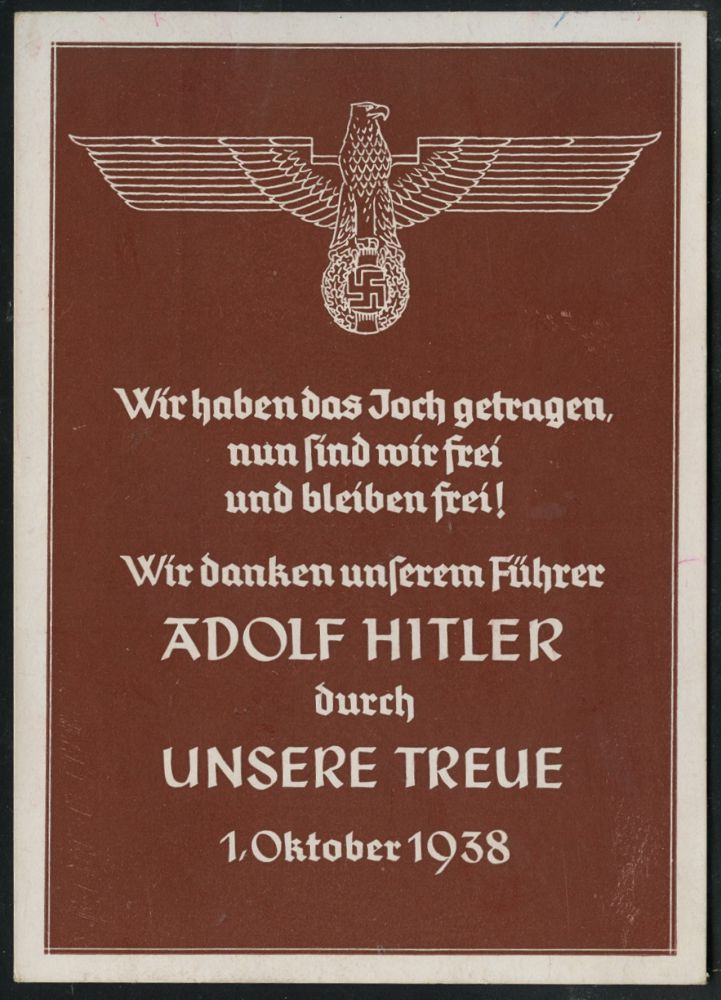 Wir haben das Joch getragen,
nun sind wir frei
und bleiben frei!
Wir danken unserem Führer
ADOLF HITLER
durch
UNSERE TREUE
1. Oktober 1938